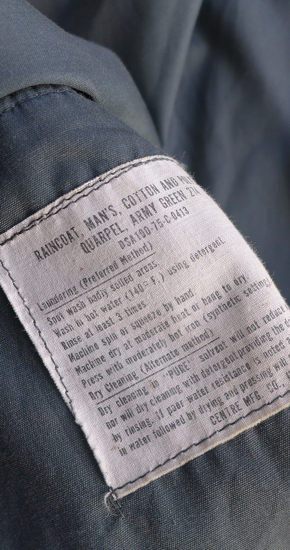 RAINCOAT, MAN'S, COTTON AND
QUARPEL, ARMY GREEN
DSA100-75-C-0413
Laundering (Preferred Method)
Spot wash badly soiled areas.
Wash in hot water (140° F.) using detergent.
Rinse at least 3 times
Machine spin or squeeze by hand
Machine dry at moderate heat or hang to dry.
Press with moderately hot iron (synthetic setting)
Dry Cleaning (Alternate method)
Dry cleaning in "PURE" solvent will not reduce
nor will dry cleaning with detergent providing the
by rinsing. If poor water resistance is noted
in water followed by drying and pressing will
CENTRE MFG. CO.,